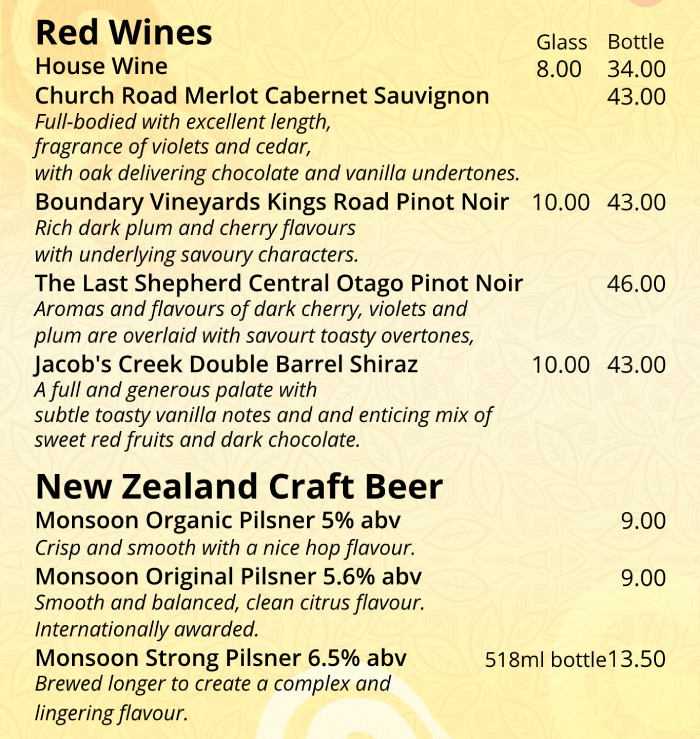 Red Wines
Glass Bottle
House Wine 8.00 34.00
Church Road Merlot Cabernet Sauvignon 43.00
Full-bodied with excellent length,
fragrance of violets and cedar,
with oak delivering chocolate and vanilla undertones.
Boundary Vineyards Kings Road Pinot Noir 10.00 43.00
Rich dark plum and cherry flavours
with underlying savoury characters.
The Last Shepherd Central Otago Pinot Noir 46.00
Aromas and flavours of dark cherry, violets and
plum are overlaid with savourt toasty overtones,
Jacob's Creek Double Barrel Shiraz 10.00 43.00
A full and generous palate with
subtle toasty vanilla notes and and enticing mix of
sweet red fruits and dark chocolate.
New Zealand Craft Beer
Monsoon Organic Pilsner 5% abv 9.00
Crisp and smooth with a nice hop flavour.
Monsoon Original Pilsner 5.6% abv 9.00
Smooth and balanced, clean citrus flavour.
Internationally awarded.
Monsoon Strong Pilsner 6.5% abv 518ml bottle13.50
Brewed longer to create a complex and
lingering flavour.